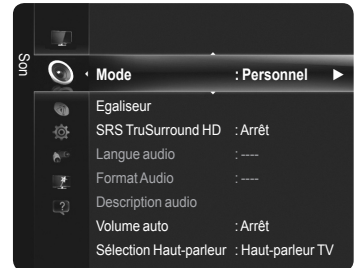 Son
Mode : Personnel
Egaliseur
SRS TruSurround HD : Arrêt
Langue audio : ----
Format Audio : ----
Description audio
Volume auto : Arrêt
Sélection Haut-parleur : Haut-parleur TV